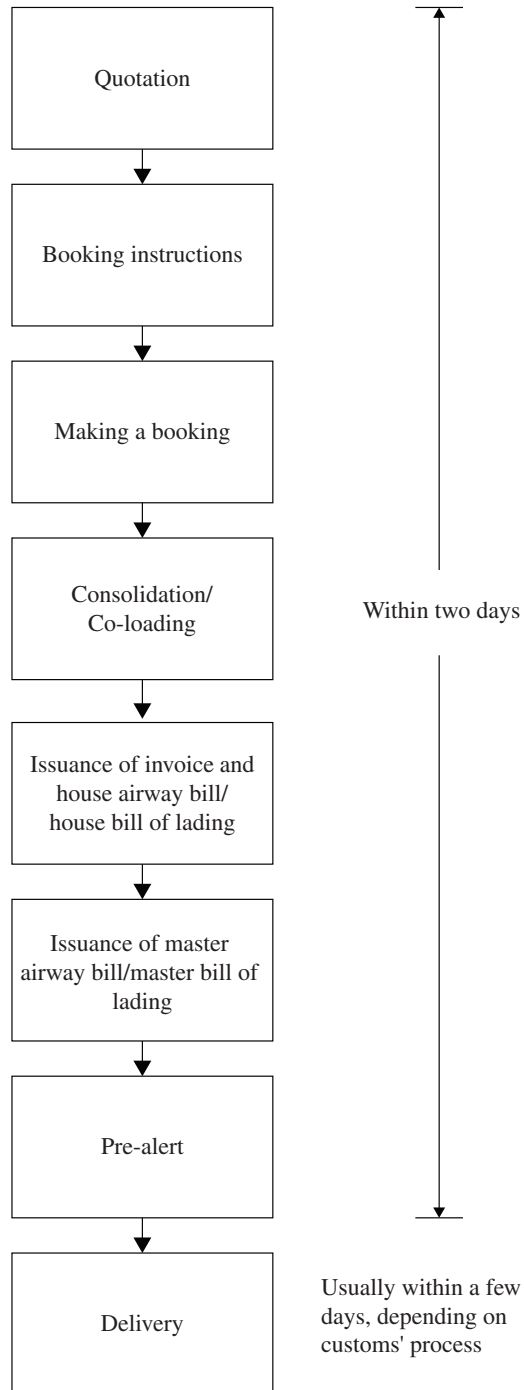 Quotation
Booking instructions
Making a booking
Consolidation/
Co-loading
Within two days
Issuance of invoice and
house airway bill/
house bill of lading
Issuance of master
airway bill/master bill of
lading
Pre-alert
Delivery
Usually within a few
days, depending on
customs' process